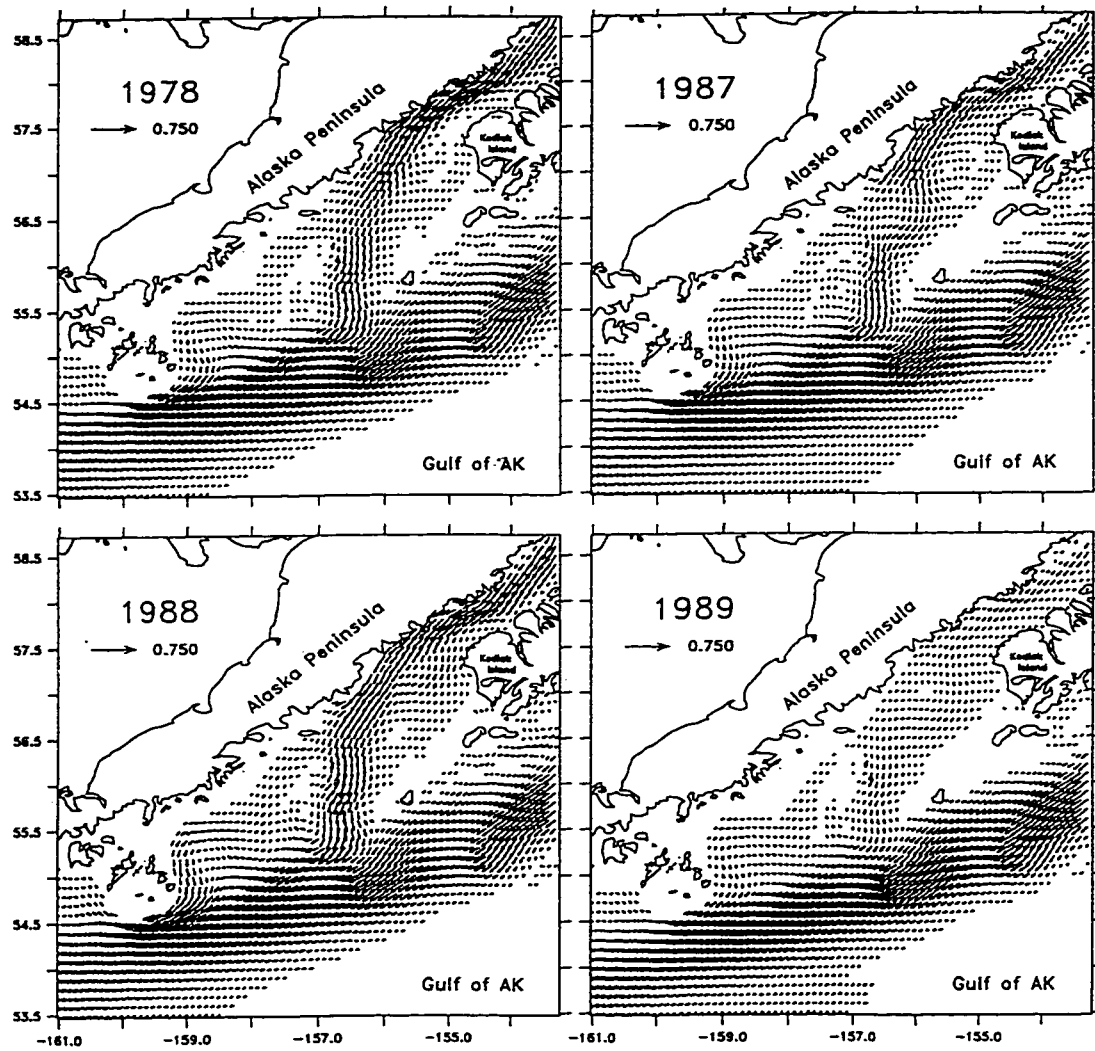 58.5
57.5
56.5
55.5
54.5
53.5
1978
0.750
Alaska Peninsula
Kodiak
Island
Gulf of AK
1987
0.750
Alaska Peninsula
Kodiak
Island
Gulf of AK
58.5
57.5
56.5
55.5
54.5
53.5
1988
0.750
Alaska Peninsula
Kodiak
Island
Gulf of AK
-161.0
-159.0
-157.0
-155.0
1989
0.750
Alaska Peninsula
Kodiak
Island
Gulf of AK
-161.0
-159.0
-157.0
-155.0